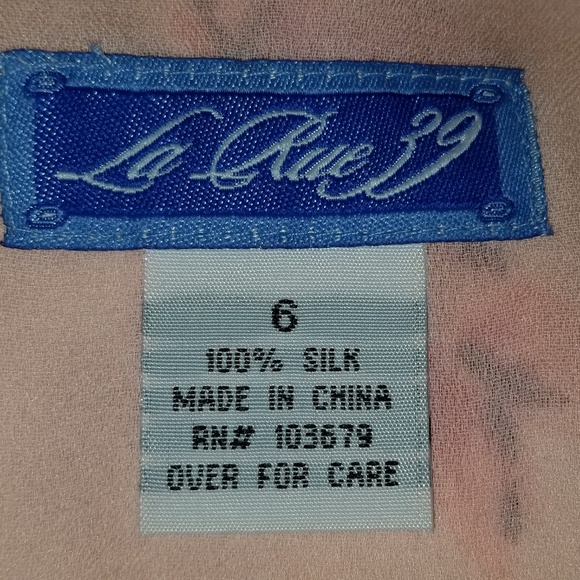 La Rue 39
6
100% SILK
MADE IN CHINA
RN# 103679
OVER FOR CARE